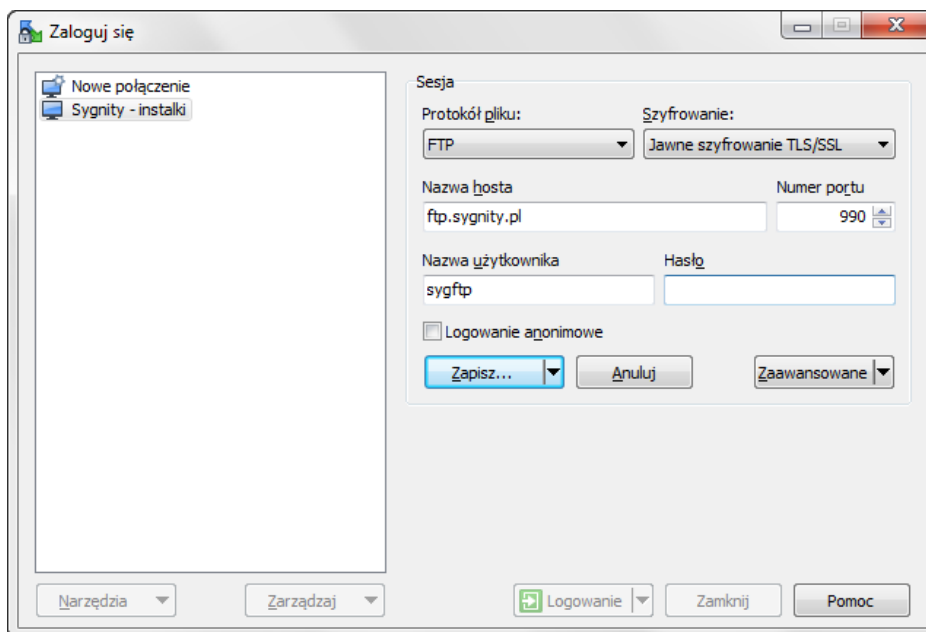 Zaloguj się
Nowe połączenie
Sygnity - instalki
Sesja
Protokół pliku:
Szyfrowanie:
FTP
Jawne szyfrowanie TLS/SSL
Nazwa hosta
Numer portu
ftp.sygnity.pl
990
Nazwa użytkownika
Hasło
sygftp
Logowanie anonimowe
Zapisz...
Anuluj
Zaawansowane
Narzędzia
Zarządzaj
Logowanie
Zamknij
Pomoc